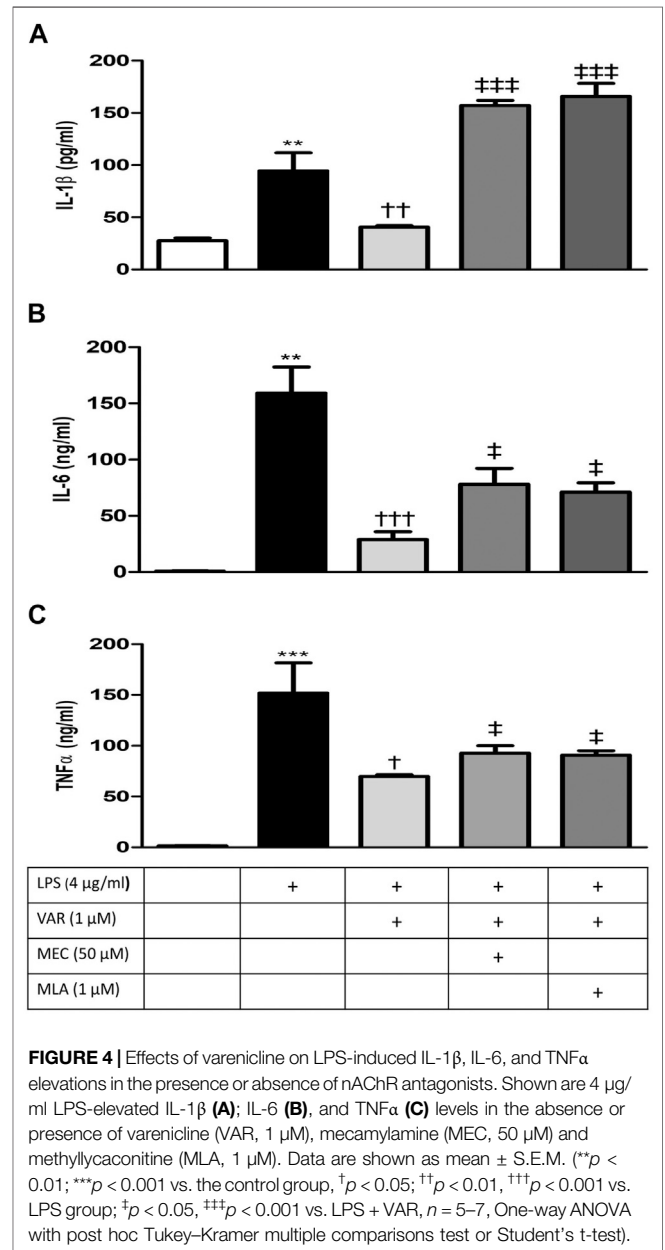 A
200
150
100
50
0
IL-1β (pg/ml)
**
††
‡‡‡
‡‡‡
B
200
150
100
50
0
IL-6 (ng/ml)
**
†††
‡
‡
C
200
150
100
50
0
TNFα (ng/ml)
***
†
‡
‡
LPS (4 µg/ml) + + + +
VAR (1 µM) + + +
MEC (50 µM) +
MLA (1 µM) +
FIGURE 4 | Effects of varenicline on LPS-induced IL-1β, IL-6, and TNFα
elevations in the presence or absence of nAChR antagonists. Shown are 4 µg/
ml LPS-elevated IL-1β (A); IL-6 (B), and TNFα (C) levels in the absence or
presence of varenicline (VAR, 1 µM), mecamylamine (MEC, 50 µM) and
methyllycaconitine (MLA, 1 µM). Data are shown as mean ± S.E.M. (**p <
0.01; ***p < 0.001 vs. the control group, †p < 0.05; ††p < 0.01, †††p < 0.001 vs.
LPS group; ‡p < 0.05, ‡‡‡p < 0.001 vs. LPS + VAR, n = 5–7, One-way ANOVA
with post hoc Tukey–Kramer multiple comparisons test or Student's t-test).